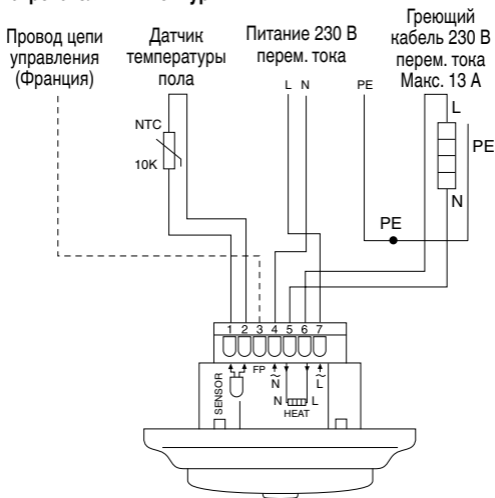 Провод цепи
управления
(Франция)
Датчик
температуры
пола
Питание 230 В
перем. тока
Греющий
кабель 230 В
перем. тока
Макс. 13 А
L N
PE
L
NTC
10K
PE
N
PE
1 2 3 4 5 6 7
FP
N
L
SENSOR
N L
HEAT